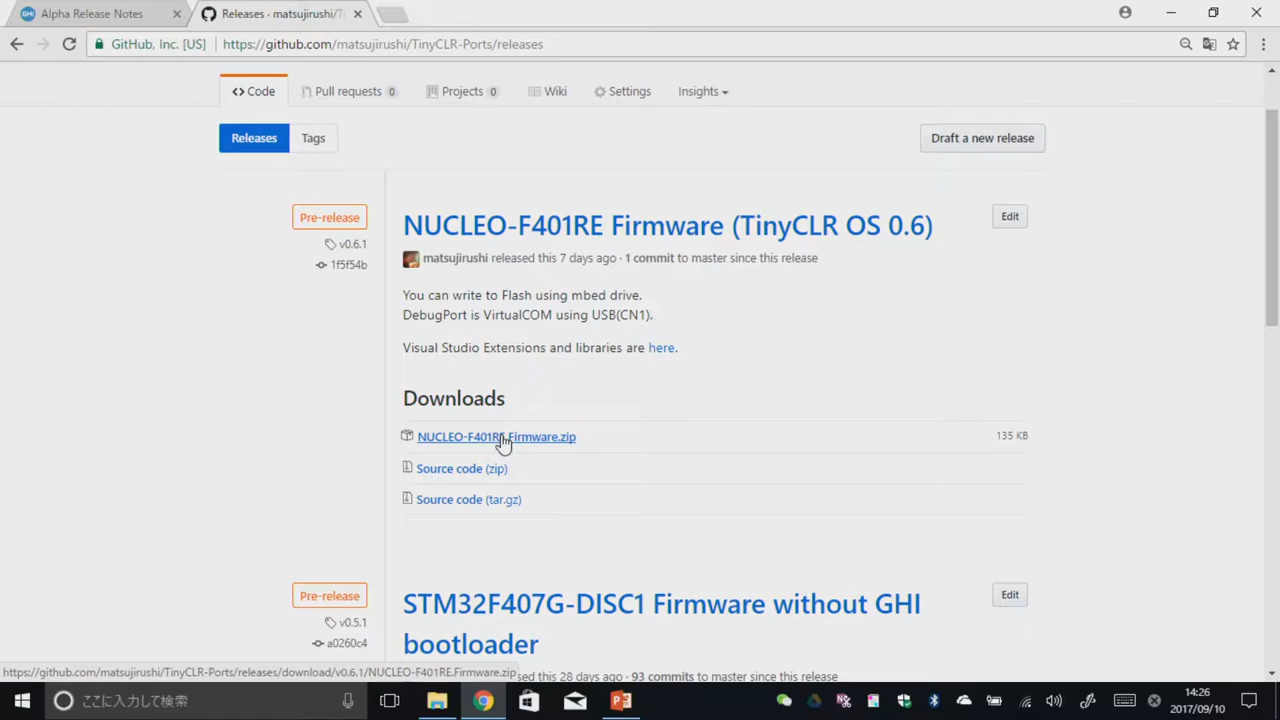 Alpha Release Notes
Releases · matsujirushi/Ti
GitHub, Inc. [US] https://github.com/matsujirushi/TinyCLR-Ports/releases
Code Pull requests 0 Projects 0 Wiki Settings Insights
Releases Tags Draft a new release
Pre-release
v0.6.1
1f5f54b
NUCLEO-F401RE Firmware (TinyCLR OS 0.6)
Edit
matsujirushi released this 7 days ago · 1 commit to master since this release
You can write to Flash using mbed drive.
DebugPort is VirtualCOM using USB(CN1).
Visual Studio Extensions and libraries are here.
Downloads
NUCLEO-F401RE.Firmware.zip 135 KB
Source code (zip)
Source code (tar.gz)
Pre-release
v0.5.1
a0260c4
STM32F407G-DISC1 Firmware without GHI
bootloader
Edit
sed this 28 days ago · 93 commits to master since this release
https://github.com/matsujirushi/TinyCLR-Ports/releases/download/v0.6.1/NUCLEO-F401RE.Firmware.zip
ここに入力して検索
14:26
2017/09/10